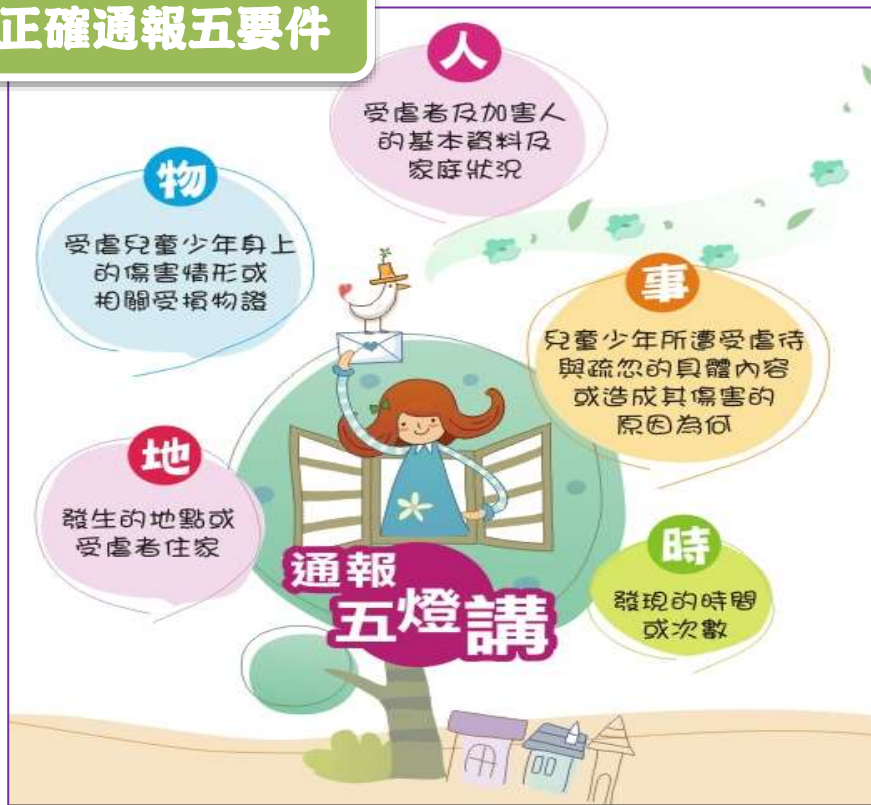 正確通報五要件
人
受虐者及加害人
的基本資料及
家庭狀況
事
兒童少年所遭受虐待
與疏忽的具體內容
或造成其傷害的
原因為何
時
發現的時間
或次數
地
發生的地點或
受虐者住家
物
受虐兒童少年身上
的傷害情形或
相關受損物證
通報
五燈講